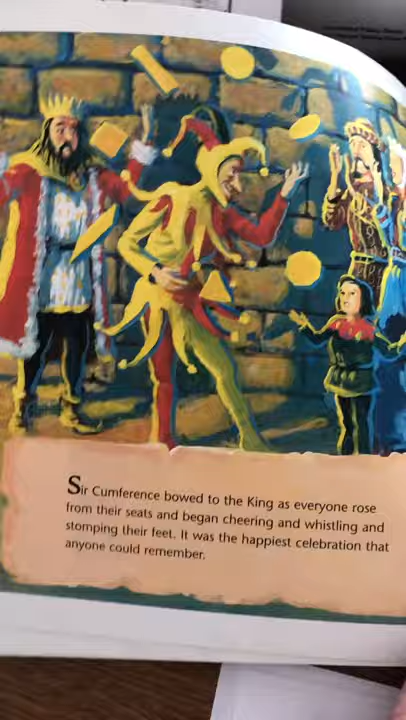 Sir Cumference bowed to the King as everyone rose
from their seats and began cheering and whistling and
stomping their feet. It was the happiest celebration that
anyone could remember.